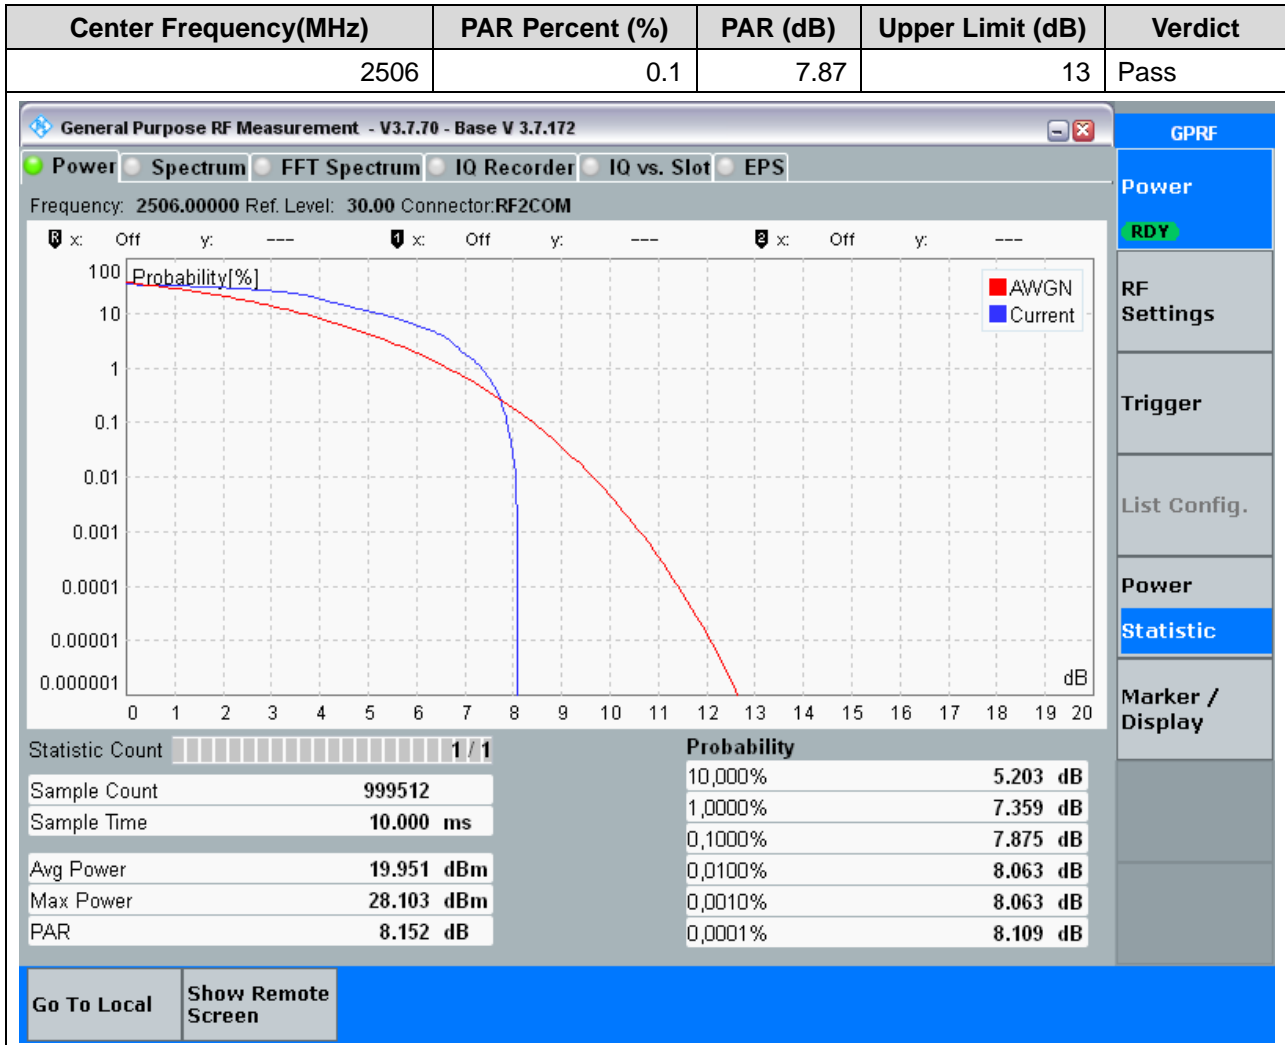 Center Frequency(MHz) PAR Percent (%) PAR (dB) Upper Limit (dB) Verdict
2506 0.1 7.87 13 Pass
General Purpose RF Measurement - V3.7.70 - Base V 3.7.172
GPRF
Power Spectrum FFT Spectrum IQ Recorder IQ vs. Slot EPS
Frequency: 2506.00000 Ref. Level: 30.00 Connector:RF2COM
R x: Off y: --- 1 x: Off y: --- 2 x: Off y: ---
Power
RDY
RF
Settings
Trigger
List Config.
Power
Statistic
Marker /
Display
Probability[%]
AWGN
Current
100
10
1
0.1
0.01
0.001
0.0001
0.00001
0.000001
dB
0 1 2 3 4 5 6 7 8 9 10 11 12 13 14 15 16 17 18 19 20
Statistic Count 1 / 1
Sample Count 999512
Sample Time 10.000 ms
Avg Power 19.951 dBm
Max Power 28.103 dBm
PAR 8.152 dB
Probability
10,000% 5.203 dB
1,0000% 7.359 dB
0,1000% 7.875 dB
0,0100% 8.063 dB
0,0010% 8.063 dB
0,0001% 8.109 dB
Go To Local
Show Remote
Screen